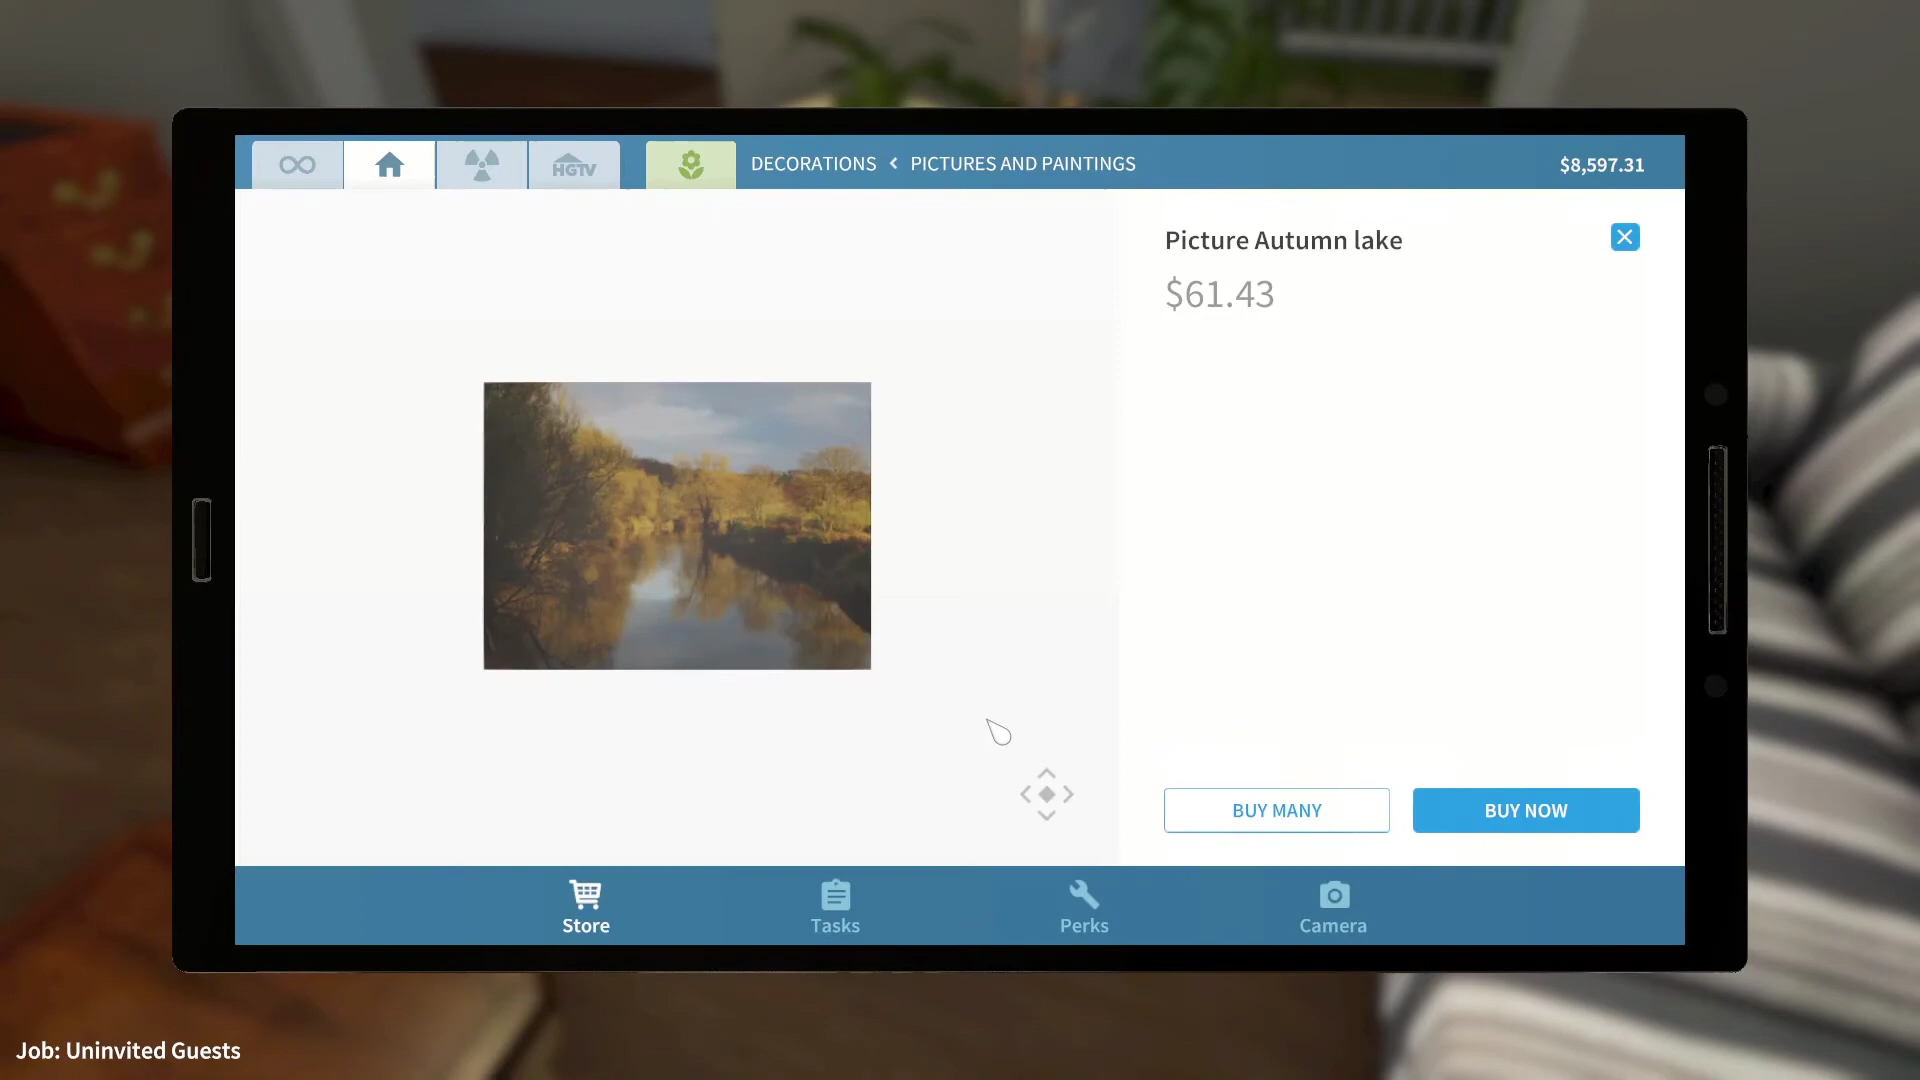 HGTV
DECORATIONS < PICTURES AND PAINTINGS
$8,597.31
Picture Autumn lake
$61.43
BUY MANY
BUY NOW
Store
Tasks
Perks
Camera
Job: Uninvited Guests